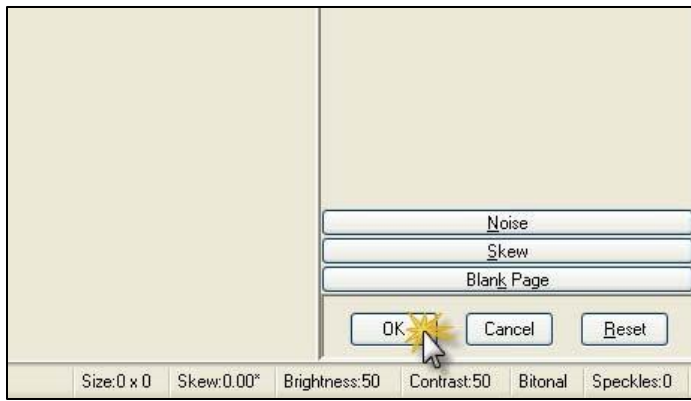 Noise
Skew
Blank Page
OK Cancel Reset
Size:0 x 0 Skew:0.00° Brightness:50 Contrast:50 Bitonal Speckles:0